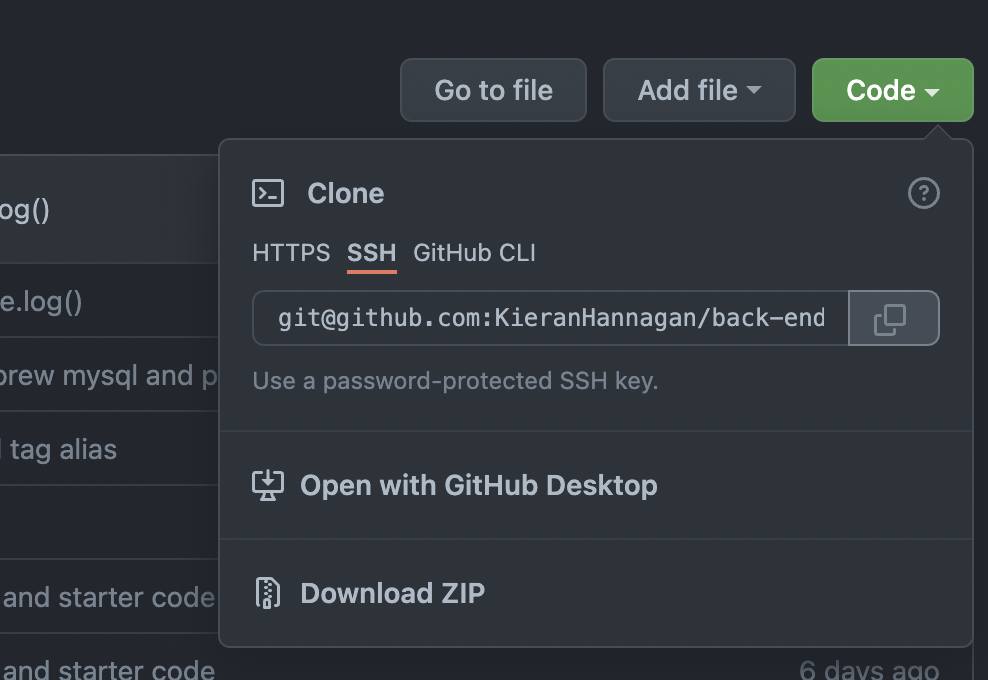 Go to file
Add file
Code
Clone
HTTPS SSH GitHub CLI
git@github.com:KieranHannagan/back-end
Use a password-protected SSH key.
Open with GitHub Desktop
Download ZIP
og()
e.log()
brew mysql and p
tag alias
and starter code
and starter code
6 days ago